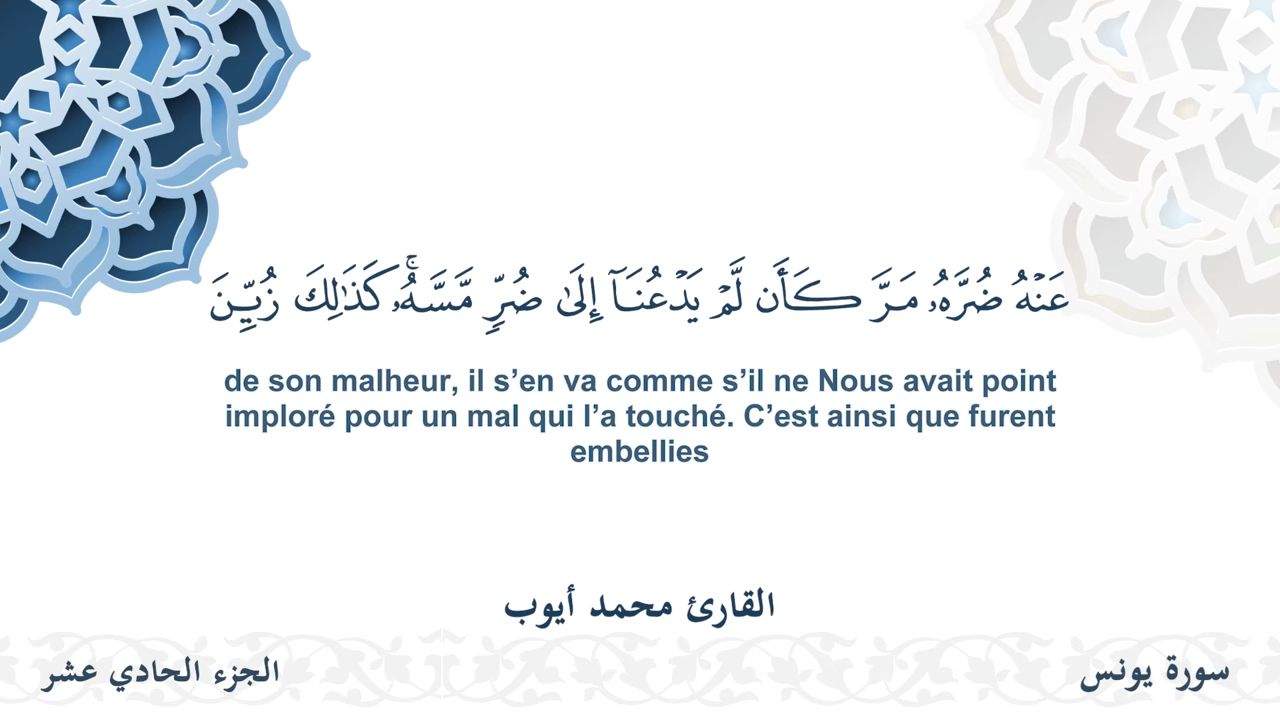 عَنۡهُ ضُرَّهُۥ مَرَّ كَأَن لَّمۡ يَدۡعُنَآ إِلَىٰ ضُرّٖ مَّسَّهُۥۚ كَذَٰلِكَ زُيِّنَ
de son malheur, il s’en va comme s’il ne Nous avait point
imploré pour un mal qui l’a touché. C’est ainsi que furent
embellies
القارئ محمد أيوب
سورة يونس
الجزء الحادي عشر